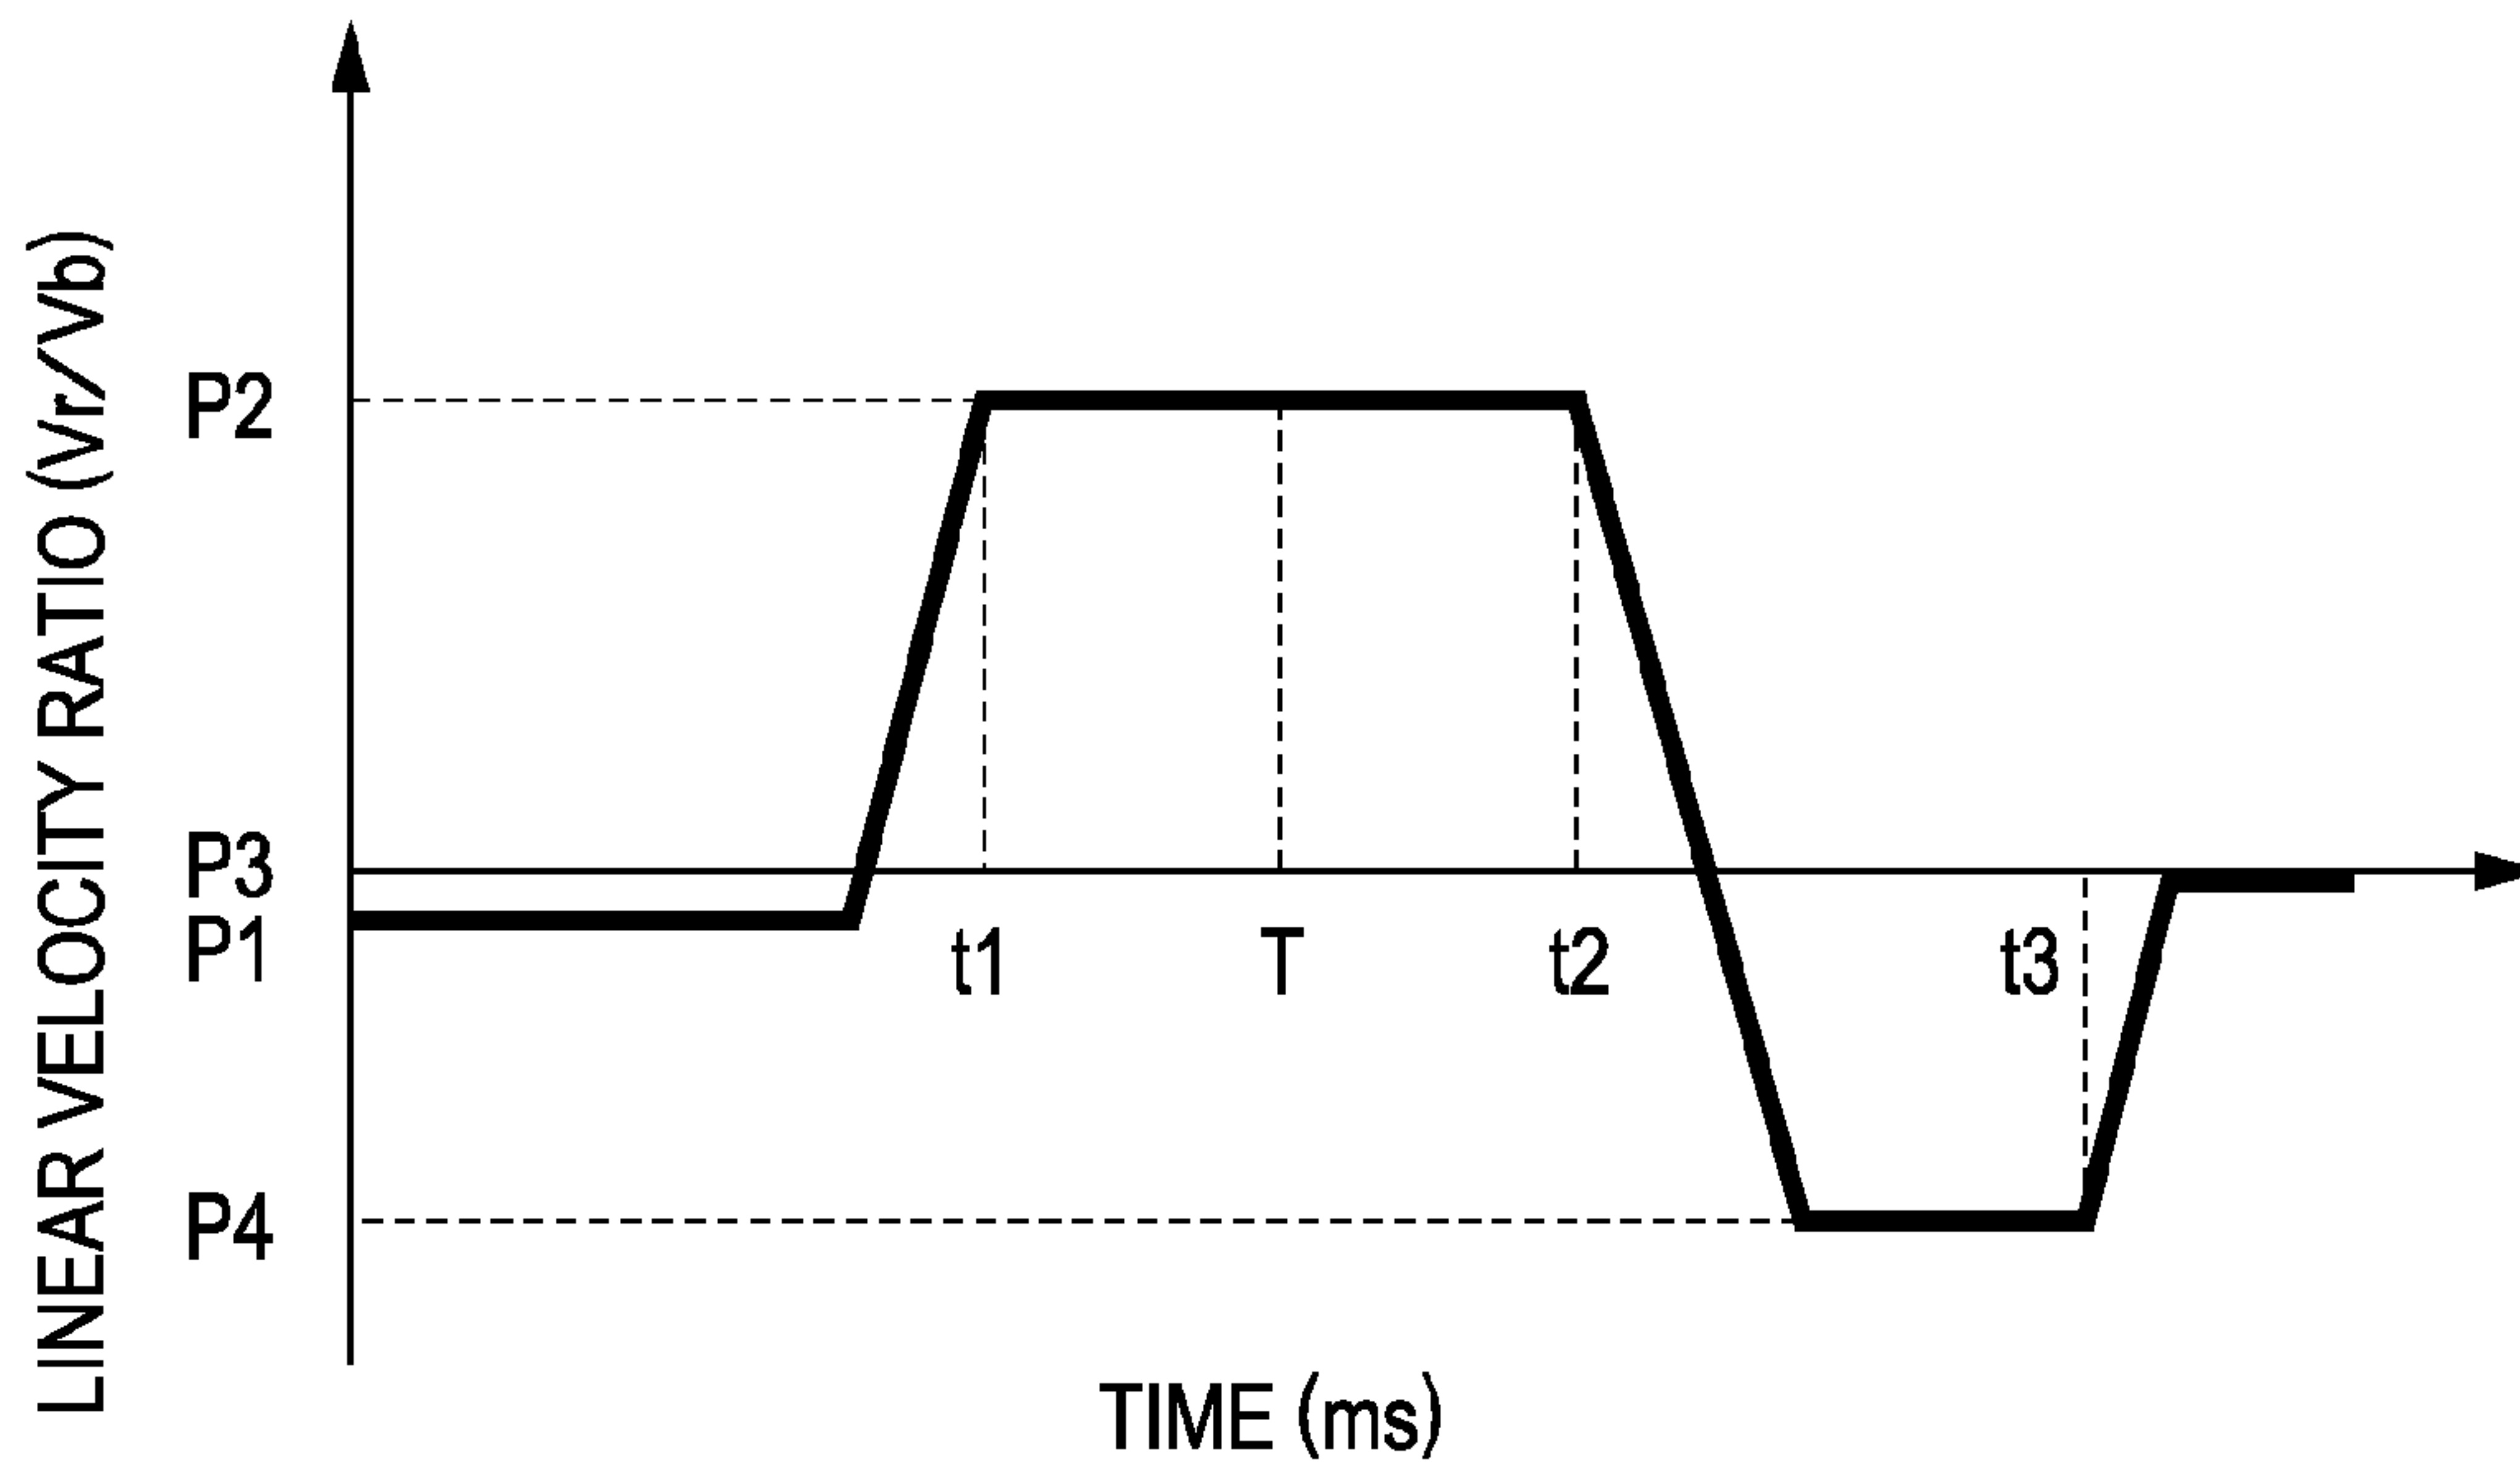 LINEAR VELOCITY RATIO (Vr/Vb)
P2
P3
P1
P4
t1
T
t2
t3
TIME (ms)